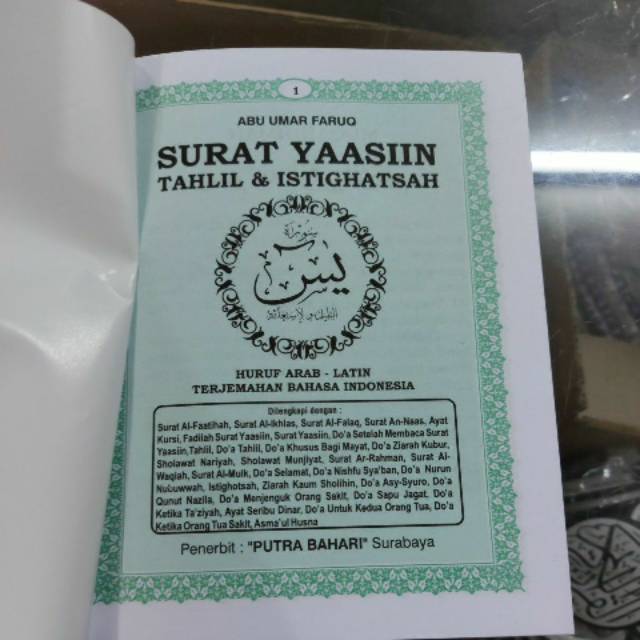 1
ABU UMAR FARUQ
SURAT YAASIIN
TAHLIL & ISTIGHATSAH
سورة
يس
HURUF ARAB - LATIN
TERJEMAHAN BAHASA INDONESIA
Dilengkapi dengan :
Surat Al-Faatihah, Surat Al-Ikhlas, Surat Al-Falaq, Surat An-Naas, Ayat
Kursi, Fadilah Surat Yaasiin, Surat Yaasiin, Do'a Setelah Membaca Surat
Yaasiin, Tahlil, Do'a Tahlil, Do'a Khusus Bagi Mayat, Do'a Ziarah Kubur,
Sholawat Nariyah, Sholawat Munjiyat, Surat Ar-Rahman, Surat Al-
Waqiah, Surat Al-Mulk, Do'a Selamat, Do'a Nishfu Sya'ban, Do'a Nurun
Nubuwwah, Istighotsah, Ziarah Kaum Sholihin, Do'a Asy-Syuro, Do'a
Qunut Nazila, Do'a Menjenguk Orang Sakit, Do'a Sapu Jagat, Do'a
Ketika Ta'ziyah, Ayat Seribu Dinar, Do'a Untuk Kedua Orang Tua, Do'a
Ketika Orang Tua Sakit, Asma'ul Husna
Penerbit : "PUTRA BAHARI" Surabaya